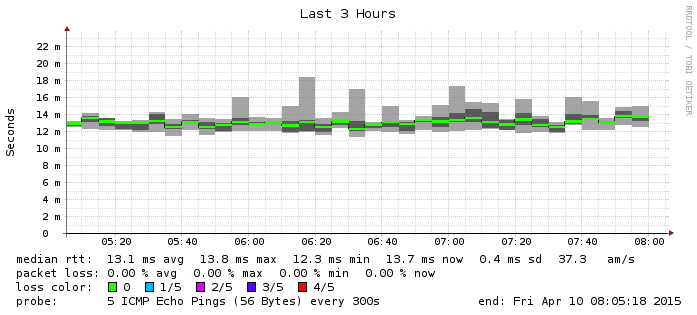 Last 3 Hours
RRDTOOL / TOBI OETIKER
Seconds
22 m
20 m
18 m
16 m
14 m
12 m
10 m
8 m
6 m
4 m
2 m
0
05:20 05:40 06:00 06:20 06:40 07:00 07:20 07:40 08:00
median rtt: 13.1 ms avg 13.8 ms max 12.3 ms min 13.7 ms now 0.4 ms sd 37.3 am/s
packet loss: 0.00 % avg 0.00 % max 0.00 % min 0.00 % now
loss color: 0 1/5 2/5 3/5 4/5
probe: 5 ICMP Echo Pings (56 Bytes) every 300s end: Fri Apr 10 08:05:18 2015